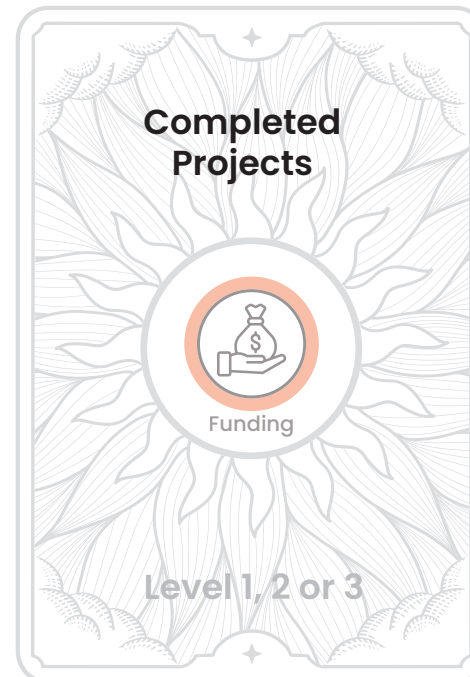 Completed
Projects
$
Funding
Level 1, 2 or 3